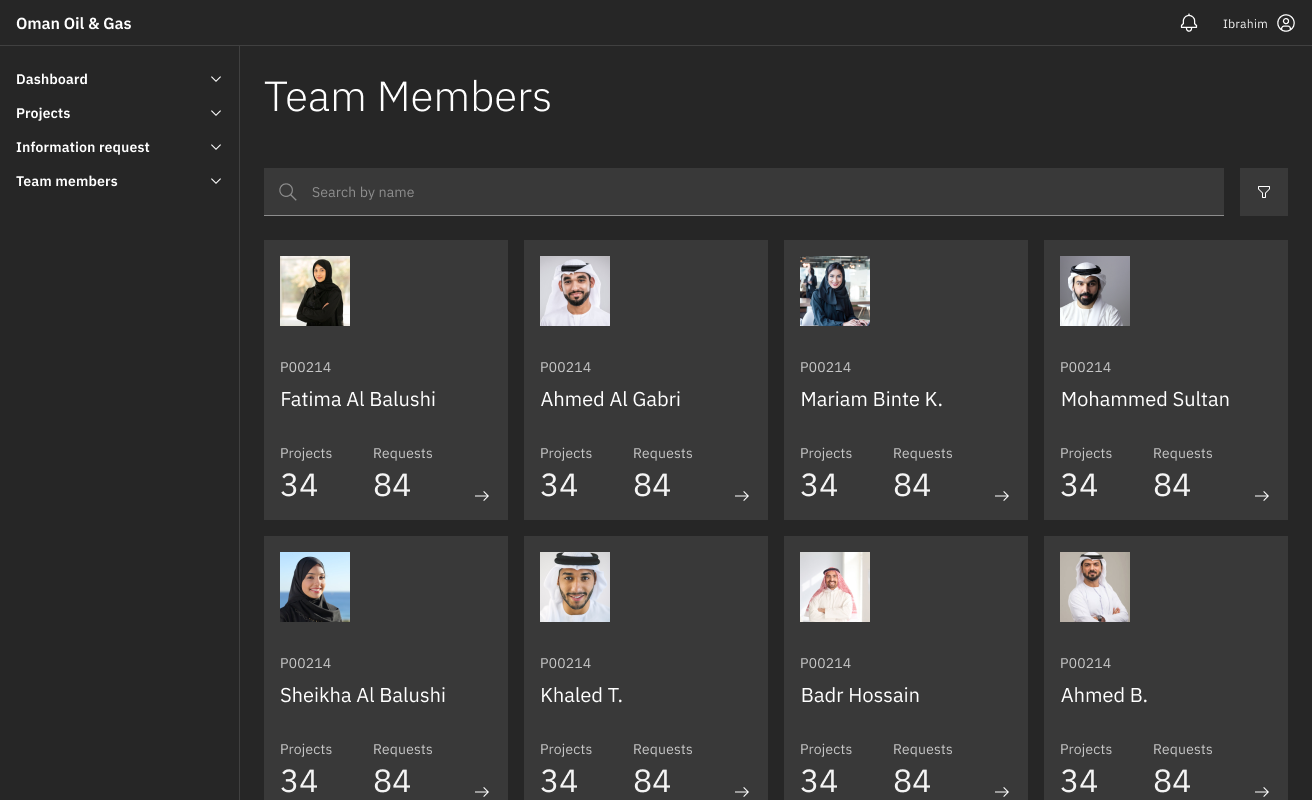 Oman Oil & Gas
Ibrahim
Dashboard
Projects
Information request
Team members
Team Members
Search by name
P00214
Fatima Al Balushi
Projects Requests
34 84
P00214
Ahmed Al Gabri
Projects Requests
34 84
P00214
Mariam Binte K.
Projects Requests
34 84
P00214
Mohammed Sultan
Projects Requests
34 84
P00214
Sheikha Al Balushi
Projects Requests
34 84
P00214
Khaled T.
Projects Requests
34 84
P00214
Badr Hossain
Projects Requests
34 84
P00214
Ahmed B.
Projects Requests
34 84